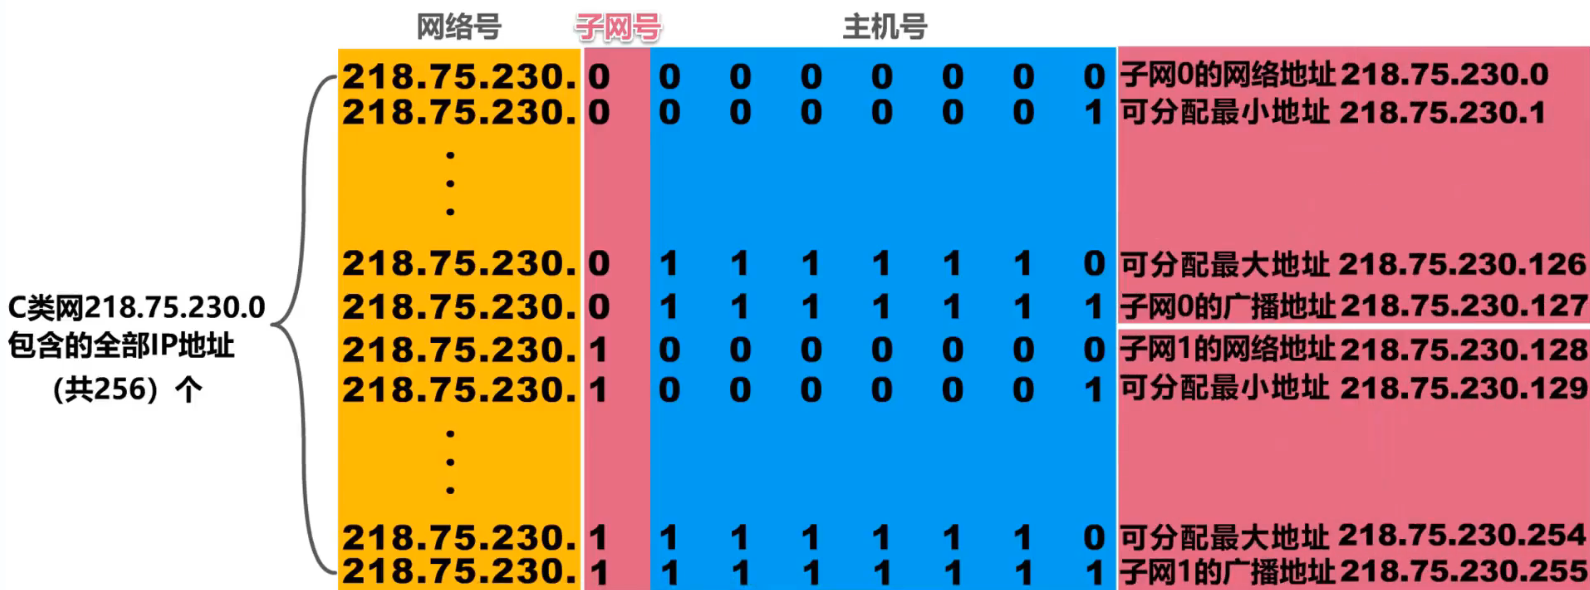 网络号 子网号 主机号
218.75.230. 0 0 0 0 0 0 0 0 子网0的网络地址 218.75.230.0
218.75.230. 0 0 0 0 0 0 0 1 可分配最小地址 218.75.230.1
.
.
.
218.75.230. 0 1 1 1 1 1 1 0 可分配最大地址 218.75.230.126
C类网218.75.230.0
218.75.230. 0 1 1 1 1 1 1 1 子网0的广播地址 218.75.230.127
包含的全部IP地址
218.75.230. 1 0 0 0 0 0 0 0 子网1的网络地址 218.75.230.128
（共256）个
218.75.230. 1 0 0 0 0 0 0 1 可分配最小地址 218.75.230.129
.
.
.
218.75.230. 1 1 1 1 1 1 1 0 可分配最大地址 218.75.230.254
218.75.230. 1 1 1 1 1 1 1 1 子网1的广播地址 218.75.230.255